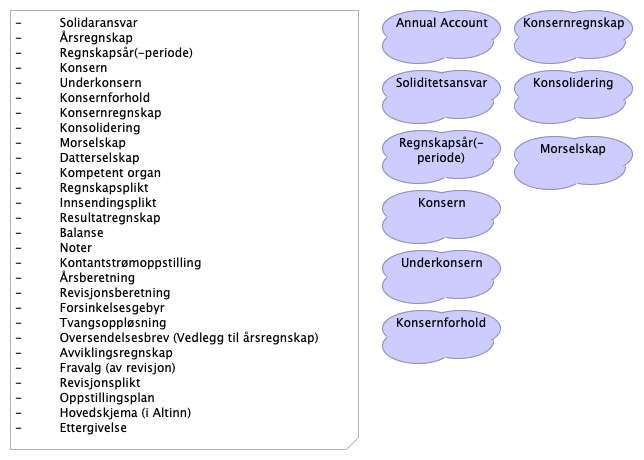 - Solidaransvar
- Årsregnskap
- Regnskapsår(-periode)
- Konsern
- Underkonsern
- Konsernforhold
- Konsernregnskap
- Konsolidering
- Morselskap
- Datterselskap
- Kompetent organ
- Regnskapsplikt
- Innsendingsplikt
- Resultatregnskap
- Balanse
- Noter
- Kontantstrømoppstilling
- Årsberetning
- Revisjonsberetning
- Forsinkelsesgebyr
- Tvangsoppløsning
- Oversendelsesbrev (Vedlegg til årsregnskap)
- Avviklingsregnskap
- Fravalg (av revisjon)
- Revisjonsplikt
- Oppstillingsplan
- Hovedskjema (i Altinn)
- Ettergivelse
Annual Account
Konsernregnskap
Soliditetsansvar
Konsolidering
Regnskapsår(-
periode)
Morselskap
Konsern
Underkonsern
Konsernforhold